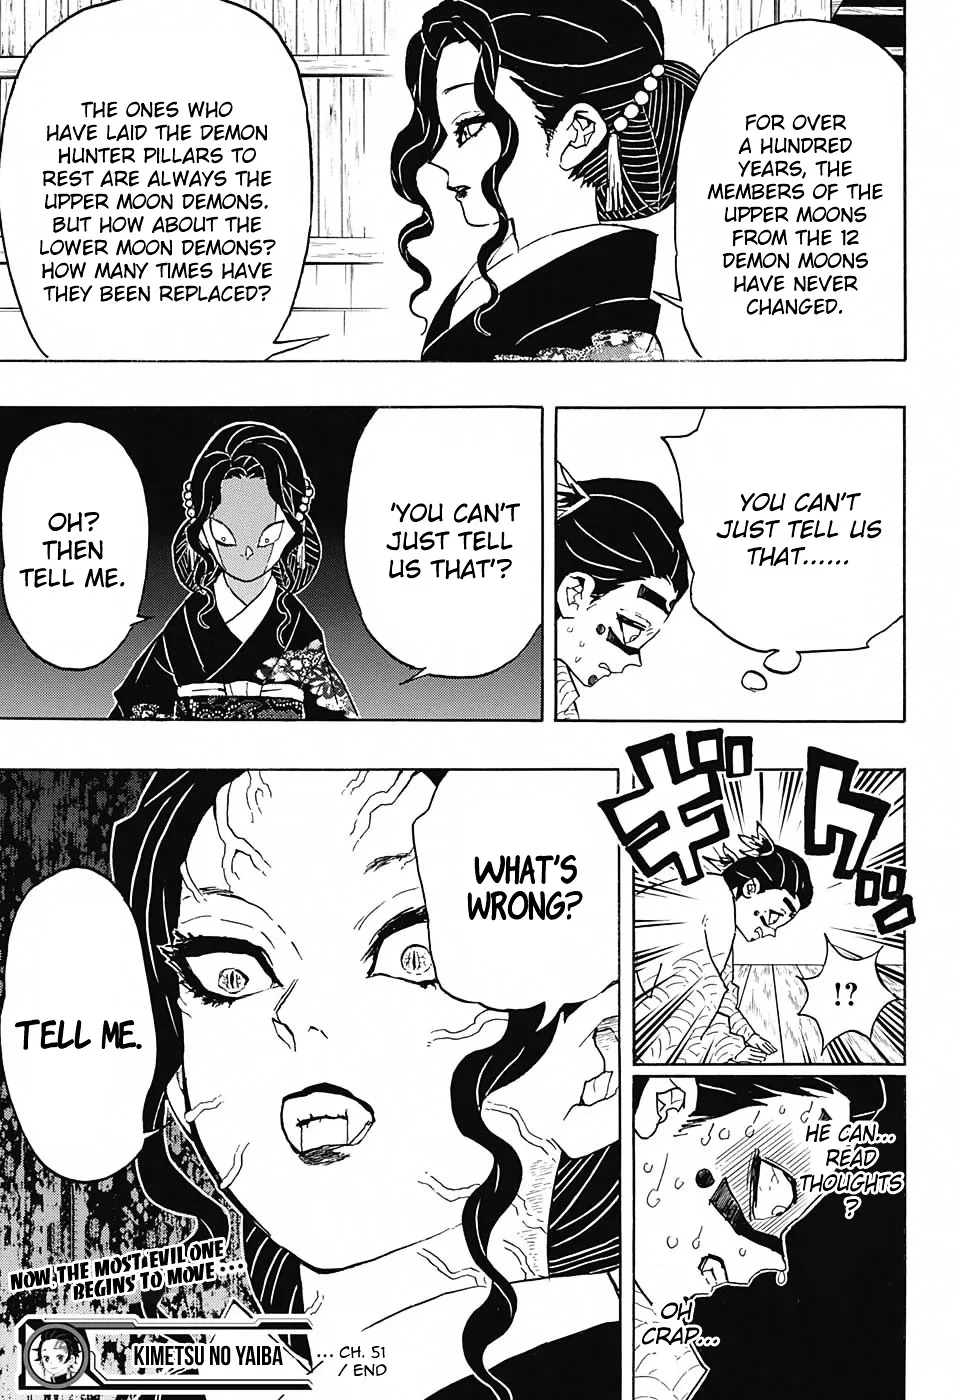 FOR OVER
A HUNDRED
YEARS, THE
MEMBERS OF THE
UPPER MOONS
FROM THE 12
DEMON MOONS
HAVE NEVER
CHANGED.
THE ONES WHO
HAVE LAID THE DEMON
HUNTER PILLARS TO
REST ARE ALWAYS THE
UPPER MOON DEMONS.
BUT HOW ABOUT THE
LOWER MOON DEMONS?
HOW MANY TIMES HAVE
THEY BEEN REPLACED?
YOU CAN'T
JUST TELL US
THAT......
'YOU CAN'T
JUST TELL
US THAT'?
OH?
THEN
TELL ME.
ギクッ
!?
HE CAN...
READ
THOUGHTS
?
OH
CRAP...
WHAT'S
WRONG?
TELL ME.
NOW, THE MOST EVIL ONE
BEGINS TO MOVE...
KIMETSU NO YAIBA
... CH. 51
/ END